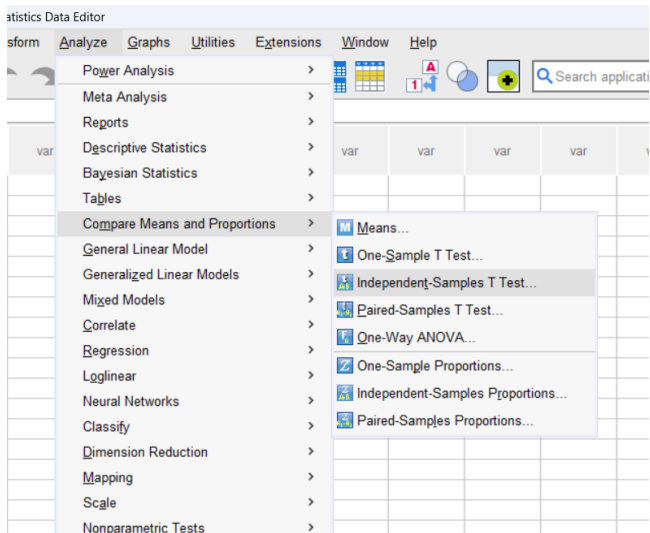 atistics Data Editor
sform Analyze Graphs Utilities Extensions Window Help
Power Analysis
Search applicati
Meta Analysis
Reports
Descriptive Statistics
var var var var var
Bayesian Statistics
Tables
Compare Means and Proportions
General Linear Model
Generalized Linear Models
Mixed Models
Correlate
Regression
Loglinear
Neural Networks
Classify
Dimension Reduction
Mapping
Scale
Nonparametric Tests
Means...
One-Sample T Test...
Independent-Samples T Test...
Paired-Samples T Test...
One-Way ANOVA...
One-Sample Proportions...
Independent-Samples Proportions...
Paired-Samples Proportions...